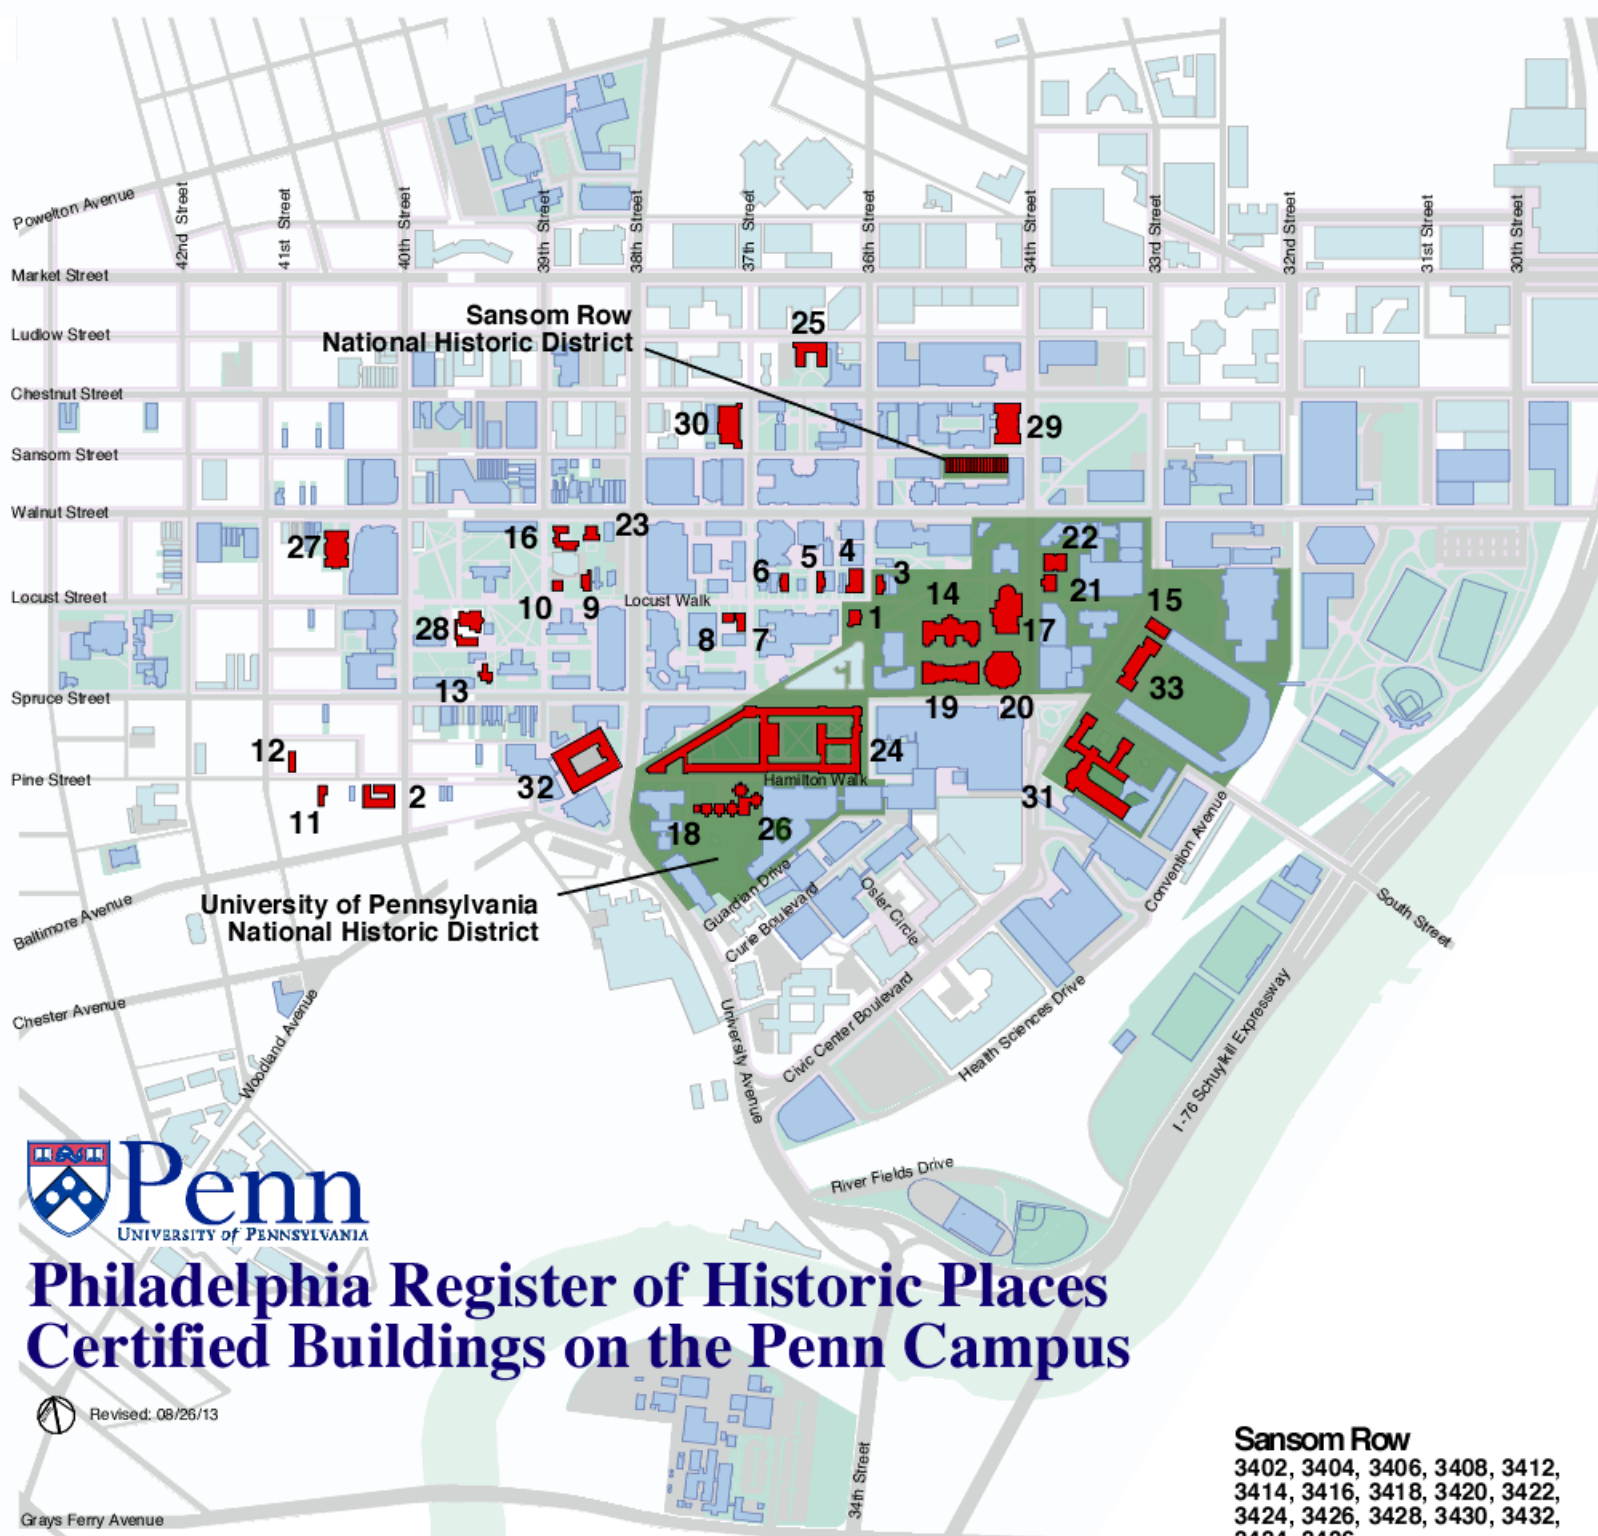 Powelton Avenue
42nd Street
41st Street
40th Street
39th Street
38th Street
37th Street
36th Street
34th Street
33rd Street
32nd Street
31st Street
30th Street
Market Street
Sansom Row
National Historic District
25
Ludlow Street
Chestnut Street
30
29
Sansom Street
Walnut Street
27
16
23
22
6
5
4
3
21
Locust Street
10
9
Locust Walk
14
15
28
8
7
1
17
13
33
Spruce Street
19
20
12
24
Pine Street
Hamilton Walk
32
2
31
11
18
26
University of Pennsylvania
National Historic District
Baltimore Avenue
Guardian Drive
Curie Boulevard
Osler Circle
Convention Avenue
South Street
Chester Avenue
Woodland Avenue
University Avenue
Civic Center Boulevard
Health Sciences Drive
I-76 Schuylkill Expressway
River Fields Drive
Penn
UNIVERSITY of PENNSYLVANIA
Philadelphia Register of Historic Places
Certified Buildings on the Penn Campus
Revised: 08/26/13
34th Street
Grays Ferry Avenue
Sansom Row
3402, 3404, 3406, 3408, 3412,
3414, 3416, 3418, 3420, 3422,
3424, 3426, 3428, 3430, 3432,